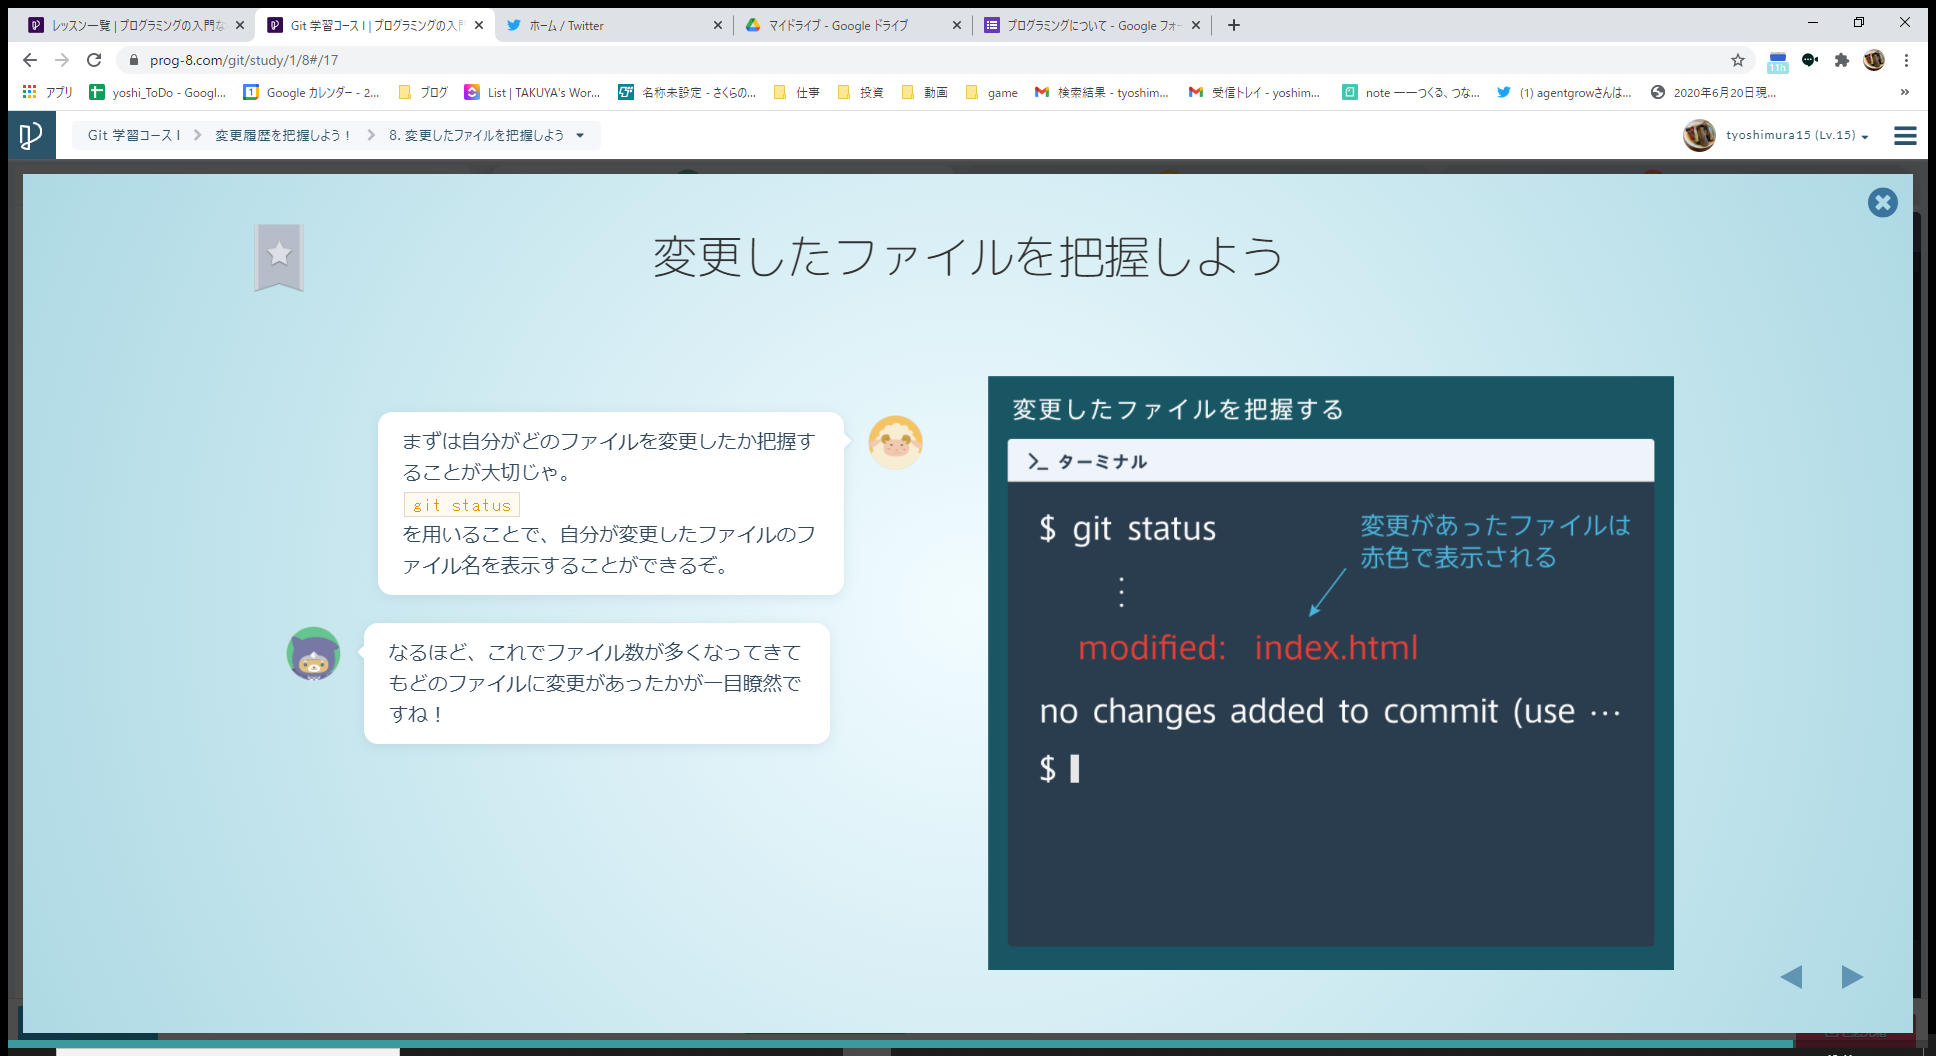 レッスン一覧 | プログラミングの入門な
Git 学習コース I | プログラミングの入門
ホーム / Twitter
マイドライブ - Google ドライブ
プログラミングについて - Google フォー
prog-8.com/git/study/1/8#/17
11h
アプリ
yoshi_ToDo - Googl...
Google カレンダー - 2...
ブログ
List | TAKUYA's Wor...
名称未設定 - さくらの...
仕事
投資
動画
game
検索結果 - tyoshim...
受信トレイ - yoshim...
note ――つくる、つな...
(1) agentgrowさんは...
2020年6月20日現...
»
Git 学習コース I
変更履歴を把握しよう！
8. 変更したファイルを把握しよう
tyoshimura15 (Lv.15)
変更したファイルを把握しよう
まずは自分がどのファイルを変更したか把握す
ることが大切じゃ。
git status
を用いることで、自分が変更したファイルのフ
ァイル名を表示することができるぞ。
なるほど、これでファイル数が多くなってきて
もどのファイルに変更があったかが一目瞭然で
すね！
変更したファイルを把握する
>_ ターミナル
$ git status
変更があったファイルは
赤色で表示される
⋮
modified: index.html
no changes added to commit (use ⋯
$